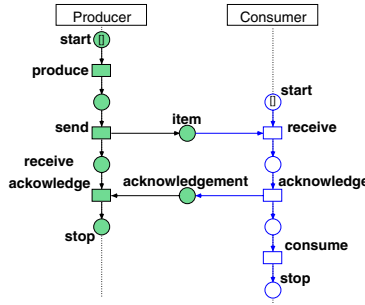 Producer
Consumer
start
[]
produce
start
[]
item
send
receive
receive
ackowledge
acknowledgement
acknowledge
stop
consume
stop